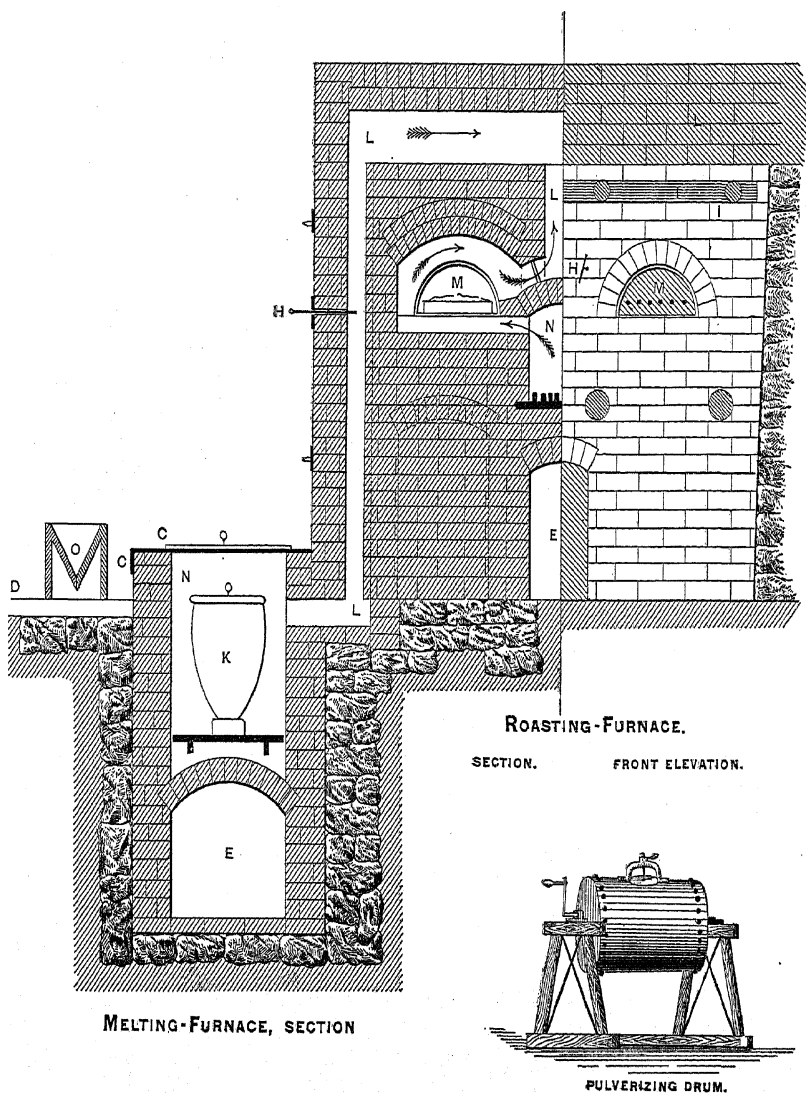 L
L
L
I
H
M
M
H
N
O
C
C
E
D
N
L
K
ROASTING-FURNACE.
SECTION. FRONT ELEVATION.
E
MELTING-FURNACE, SECTION
PULVERIZING DRUM.